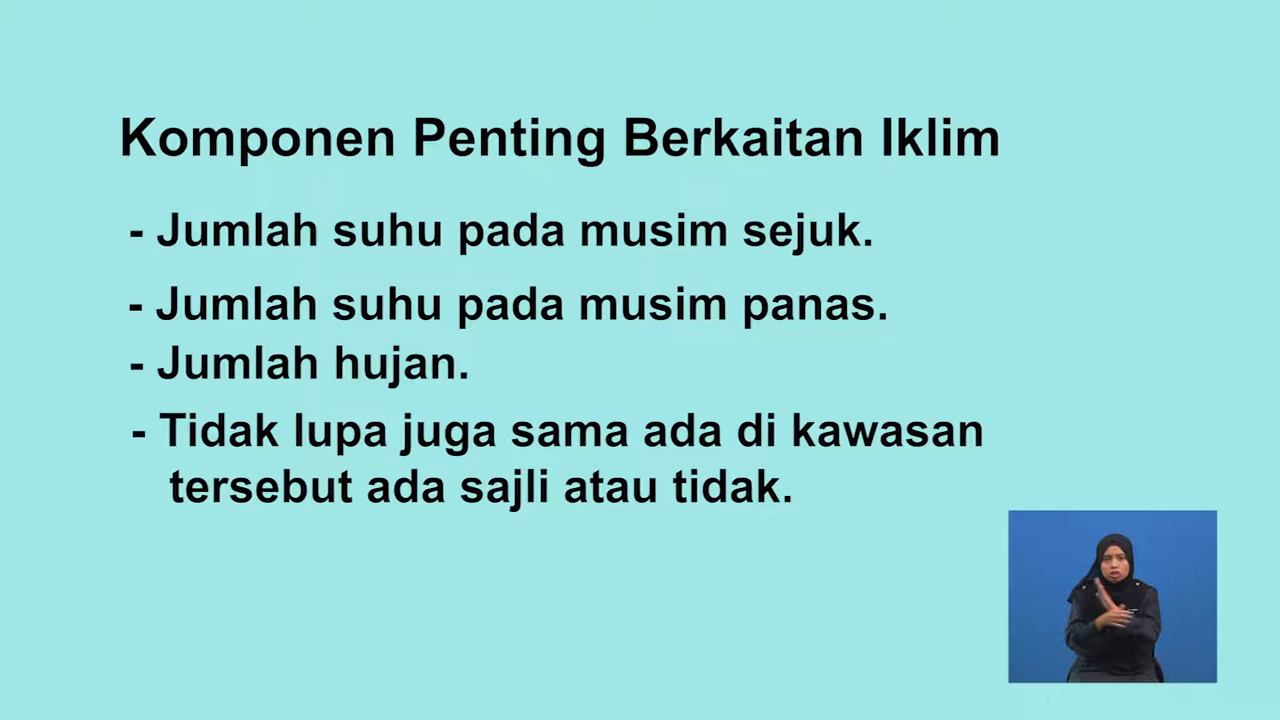 Komponen Penting Berkaitan Iklim
- Jumlah suhu pada musim sejuk.
- Jumlah suhu pada musim panas.
- Jumlah hujan.
- Tidak lupa juga sama ada di kawasan
tersebut ada sajli atau tidak.